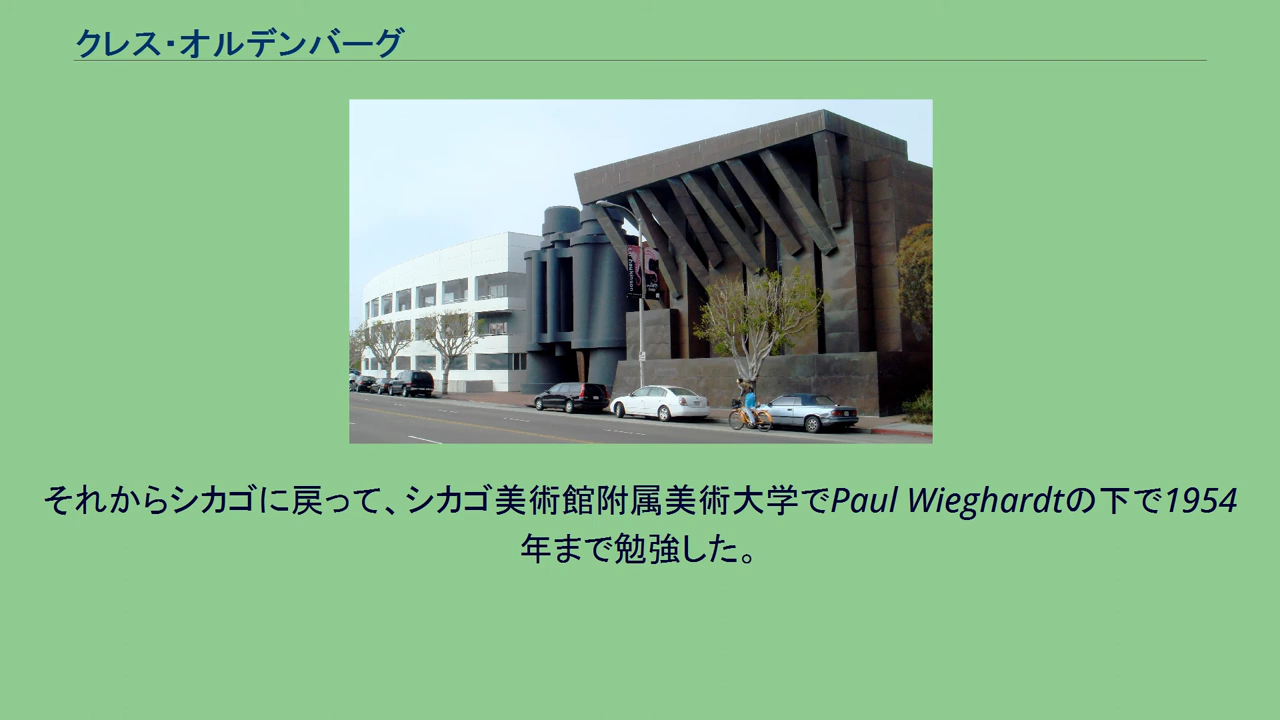 クレス・オルデンバーグ
それからシカゴに戻って、シカゴ美術館附属美術大学でPaul Wieghardtの下で1954
年まで勉強した。